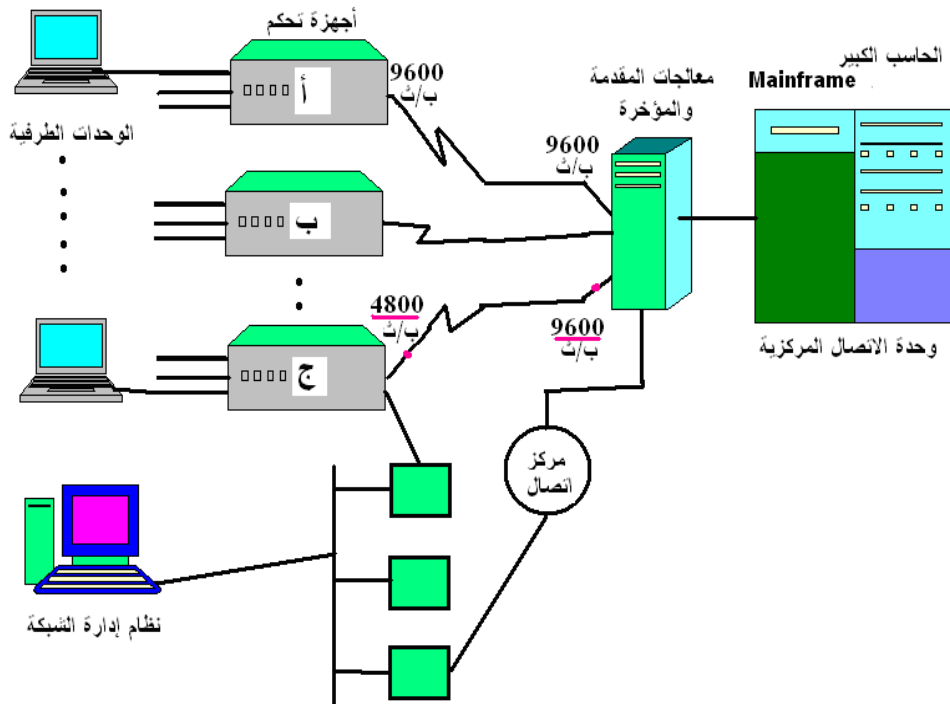 أجهزة تحكم
الحاسب الكبير
Mainframe
معالجات المقدمة
والمؤخرة
أ
9600
ب/ث
9600
ب/ث
الوحدات الطرفية
ب
4800
ب/ث
9600
ب/ث
وحدة الاتصال المركزية
ج
مركز
اتصال
نظام إدارة الشبكة